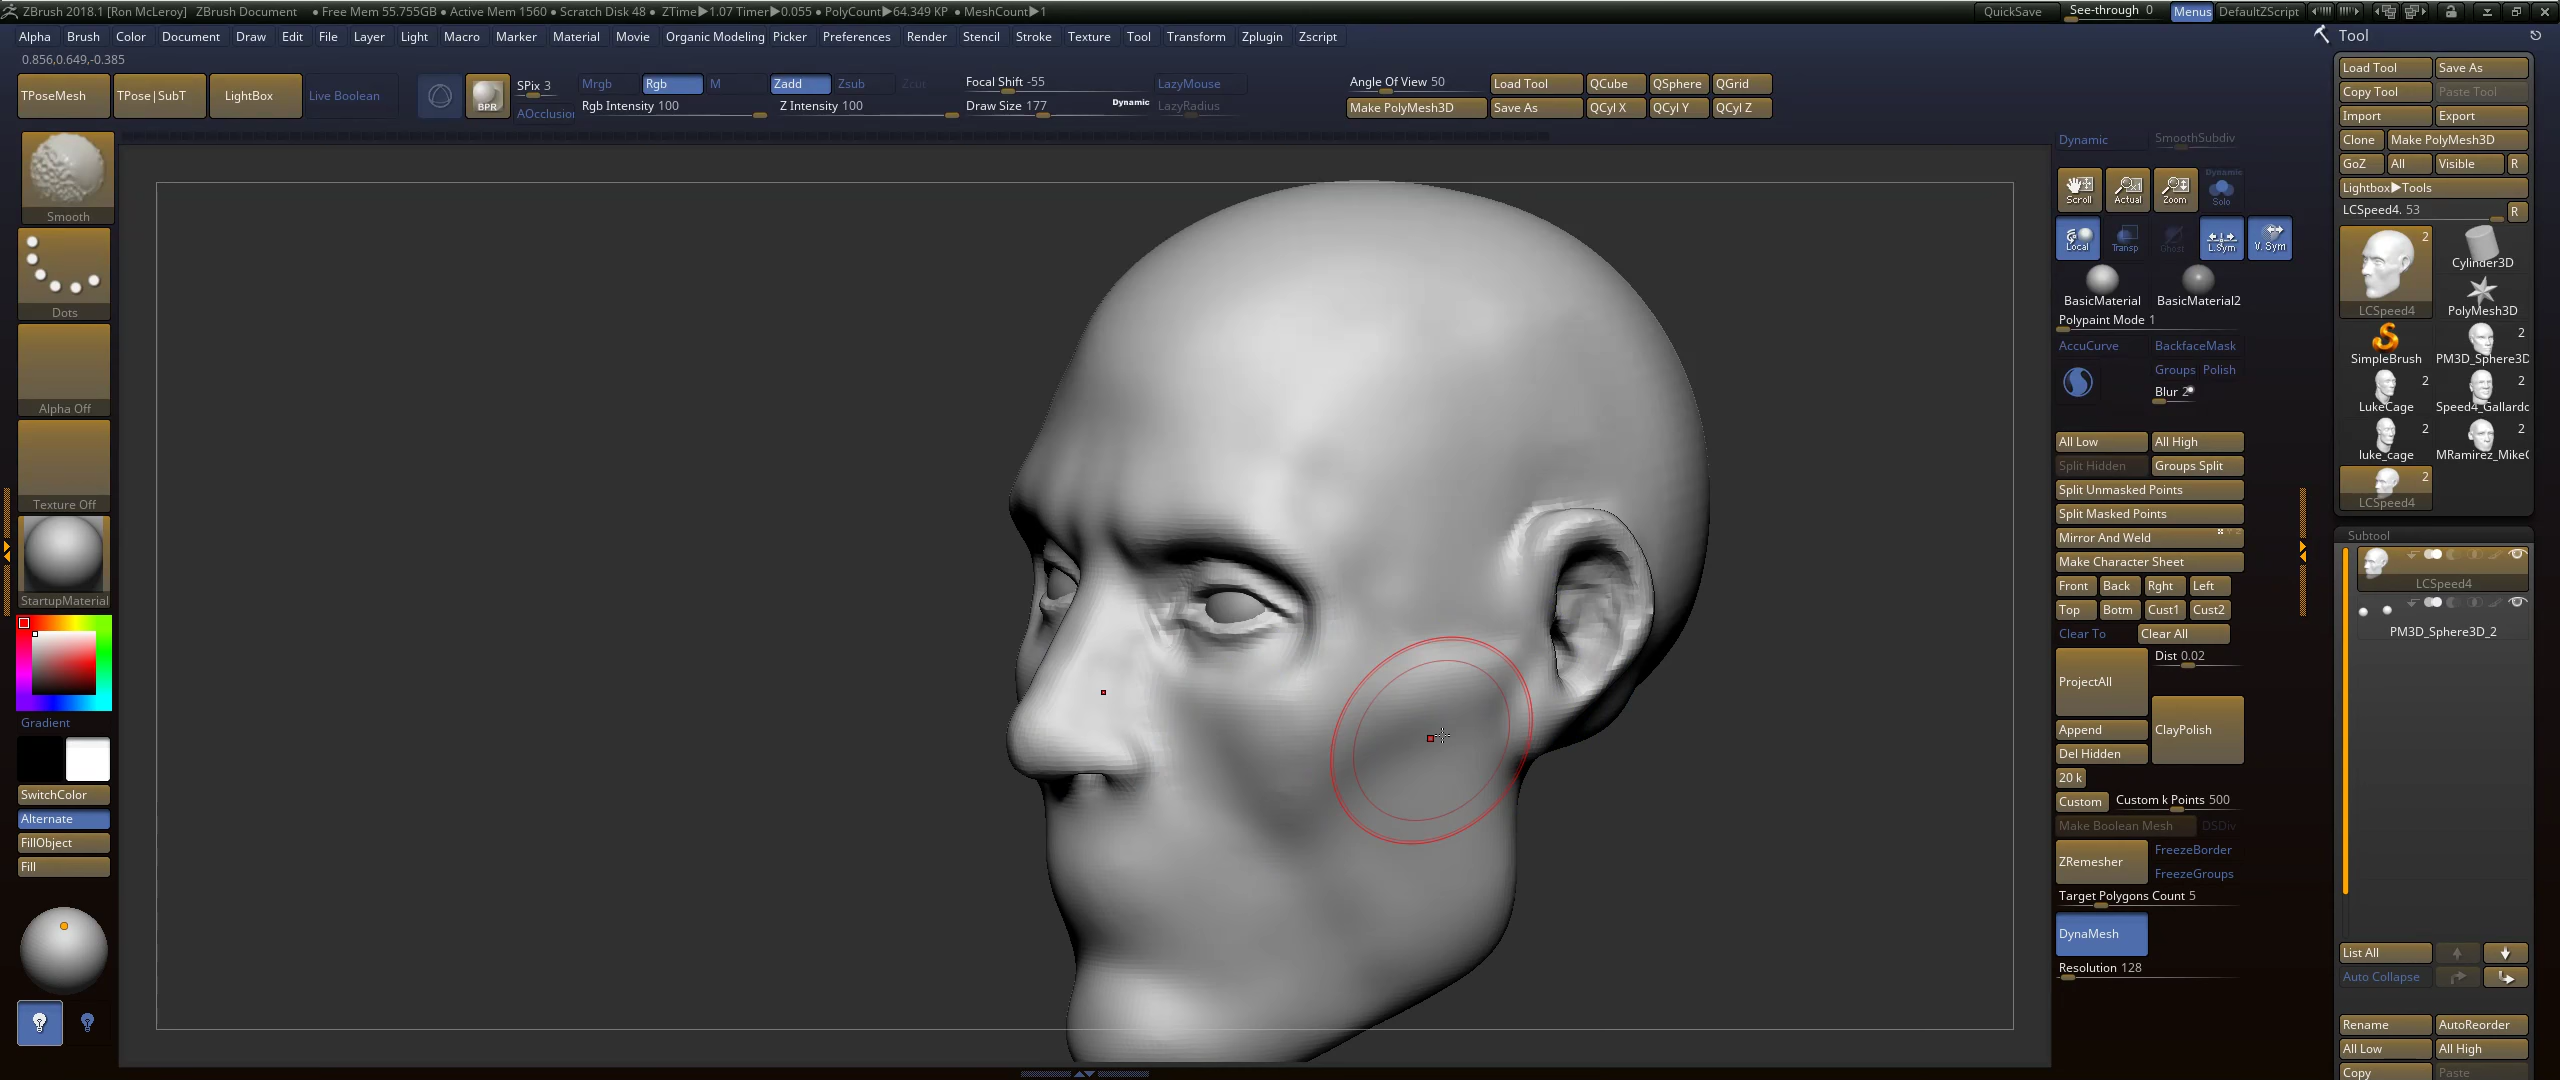 ZBrush 2018.1 [Ron McLeroy] ZBrush Document ● Free Mem 55.755GB ● Active Mem 1560 ● Scratch Disk 48 ● ZTime▶1.07 Timer▶0.055 ● PolyCount▶64.349 KP ● MeshCount▶1 QuickSave See-through 0 Menus DefaultZScript
Alpha Brush Color Document Draw Edit File Layer Light Macro Marker Material Movie Organic Modeling Picker Preferences Render Stencil Stroke Texture Tool Transform Zplugin Zscript
0.856,0.649,-0.385
TPoseMesh TPose|SubT LightBox Live Boolean
BPR
SPix 3
AOcclusion
Mrgb Rgb M Zadd Zsub Zcut
Rgb Intensity 100 Z Intensity 100
Focal Shift -55
Draw Size 177 Dynamic
LazyMouse
LazyRadius
Angle Of View 50 Load Tool QCube QSphere QGrid
Make PolyMesh3D Save As QCyl X QCyl Y QCyl Z
Smooth
Dots
Alpha Off
Texture Off
StartupMaterial
Gradient
SwitchColor
Alternate
FillObject
Fill
Dynamic SmoothSubdiv
Scroll Actual Zoom Dynamic Solo
Local Transp Ghost L.Sym V. Sym
BasicMaterial BasicMaterial2
Polypaint Mode 1
AccuCurve BackfaceMask
Groups Polish
Blur 2
All Low All High
Split Hidden Groups Split
Split Unmasked Points
Split Masked Points
Mirror And Weld
Make Character Sheet
Front Back Rght Left
Top Botm Cust1 Cust2
Clear To Clear All
ProjectAll Dist 0.02
Append ClayPolish
Del Hidden
20 k
Custom Custom k Points 500
Make Boolean Mesh DSDiv
ZRemesher FreezeBorder
FreezeGroups
Target Polygons Count 5
DynaMesh
Resolution 128
Tool
Load Tool Save As
Copy Tool Paste Tool
Import Export
Clone Make PolyMesh3D
GoZ All Visible R
Lightbox▶Tools
LCSpeed4. 53 R
2
Cylinder3D
LCSpeed4 PolyMesh3D
2
SimpleBrush PM3D_Sphere3D
2 2
LukeCage Speed4_Gallardo
2 2
luke_cage MRamirez_MikeC
2
LCSpeed4
Subtool
LCSpeed4
PM3D_Sphere3D_2
List All
Auto Collapse
Rename AutoReorder
All Low All High
Copy Paste